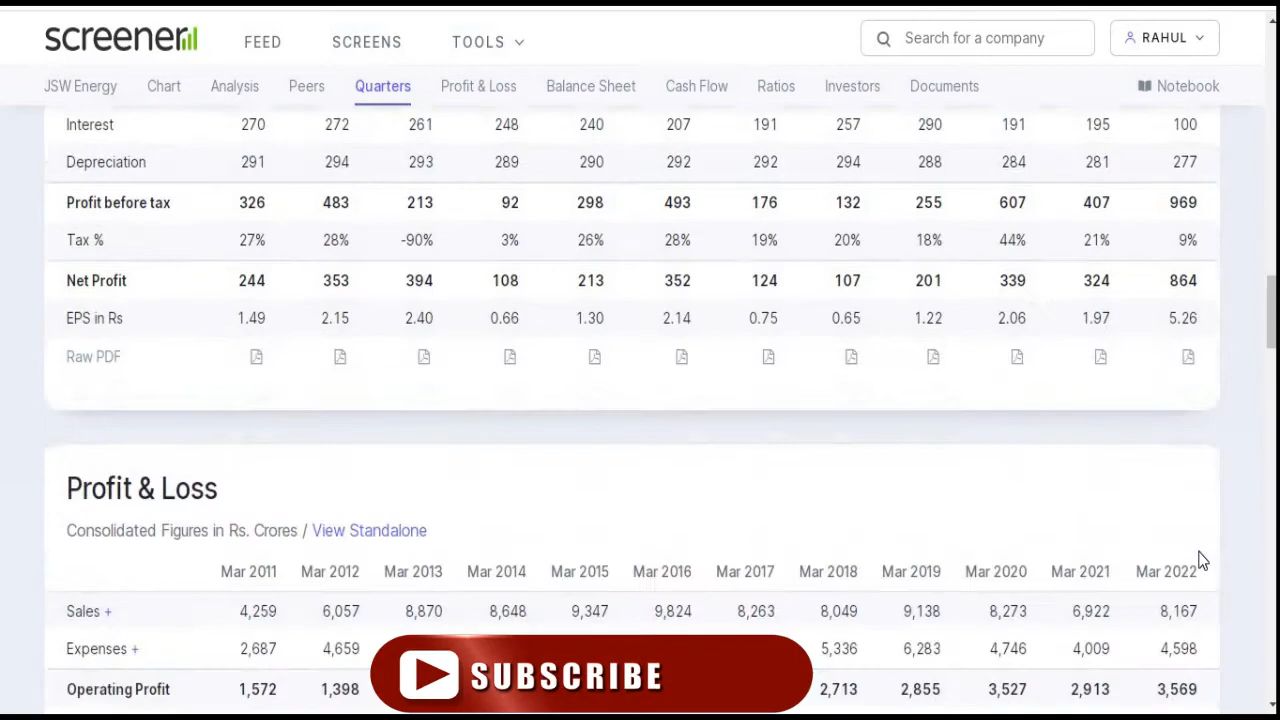 screener FEED SCREENS TOOLS Search for a company RAHUL
JSW Energy Chart Analysis Peers Quarters Profit & Loss Balance Sheet Cash Flow Ratios Investors Documents Notebook
Interest 270 272 261 248 240 207 191 257 290 191 195 100
Depreciation 291 294 293 289 290 292 292 294 288 284 281 277
Profit before tax 326 483 213 92 298 493 176 132 255 607 407 969
Tax % 27% 28% -90% 3% 26% 28% 19% 20% 18% 44% 21% 9%
Net Profit 244 353 394 108 213 352 124 107 201 339 324 864
EPS in Rs 1.49 2.15 2.40 0.66 1.30 2.14 0.75 0.65 1.22 2.06 1.97 5.26
Raw PDF
Profit & Loss
Consolidated Figures in Rs. Crores / View Standalone
Mar 2011 Mar 2012 Mar 2013 Mar 2014 Mar 2015 Mar 2016 Mar 2017 Mar 2018 Mar 2019 Mar 2020 Mar 2021 Mar 2022
Sales + 4,259 6,057 8,870 8,648 9,347 9,824 8,263 8,049 9,138 8,273 6,922 8,167
Expenses + 2,687 4,659 5,336 6,283 4,746 4,009 4,598
Operating Profit 1,572 1,398 2,713 2,855 3,527 2,913 3,569
SUBSCRIBE